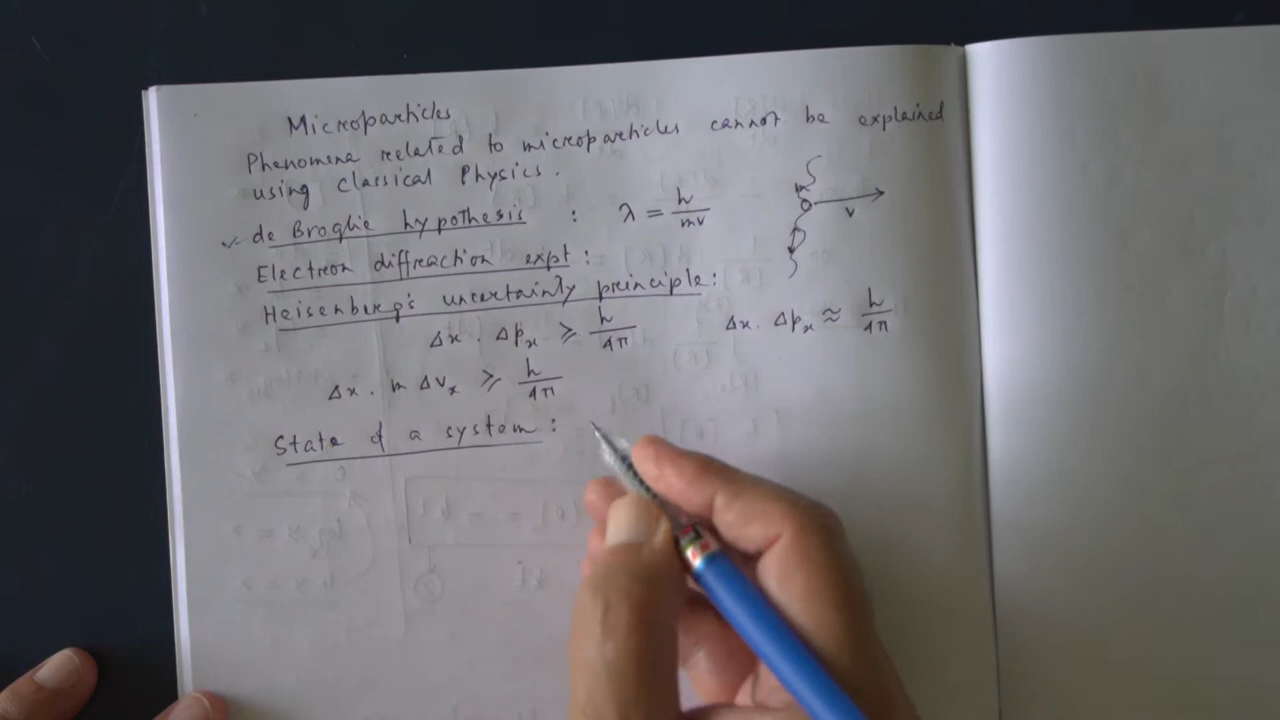 Microparticles
Phenomena related to microparticles cannot be explained
using Classical Physics.
de Broglie hypothesis : λ = h/mv
m
v
Electron diffraction expt :
Heisenberg's uncertainty principle :
Δx . Δpₓ ≥ h/4π    Δx . Δpₓ ≈ h/4π
Δx . m Δvₓ ≥ h/4π
State of a system :